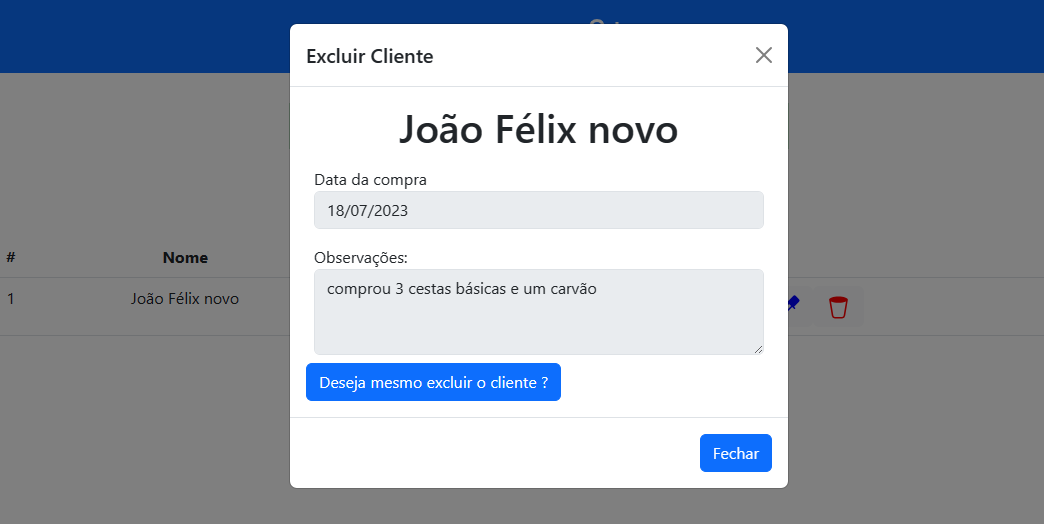 Excluir Cliente
João Félix novo
Data da compra
18/07/2023
Observações:
comprou 3 cestas básicas e um carvão
Deseja mesmo excluir o cliente ?
Fechar
# Nome
1 João Félix novo